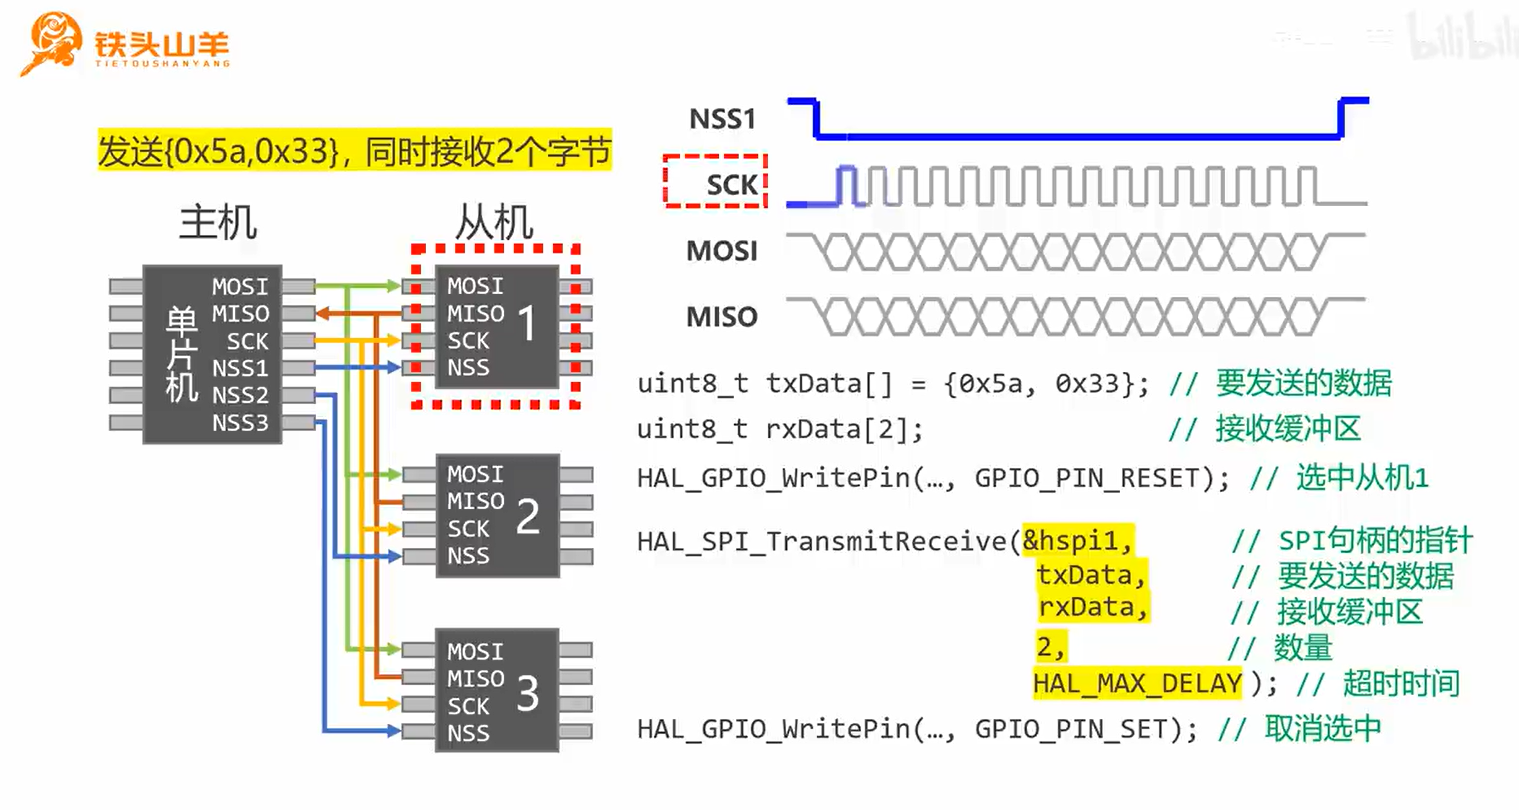 铁头山羊
TIETOUSHANYANG
bilibili
发送{0x5a,0x33}，同时接收2个字节
主机
从机
单片机
MOSI
MISO
SCK
NSS1
NSS2
NSS3
MOSI
MISO
SCK
NSS
1
MOSI
MISO
SCK
NSS
2
MOSI
MISO
SCK
NSS
3
NSS1
SCK
MOSI
MISO
uint8_t txData[] = {0x5a, 0x33}; // 要发送的数据
uint8_t rxData[2]; // 接收缓冲区
HAL_GPIO_WritePin(…, GPIO_PIN_RESET); // 选中从机1
HAL_SPI_TransmitReceive(&hspi1, // SPI句柄的指针
txData, // 要发送的数据
rxData, // 接收缓冲区
2, // 数量
HAL_MAX_DELAY); // 超时时间
HAL_GPIO_WritePin(…, GPIO_PIN_SET); // 取消选中